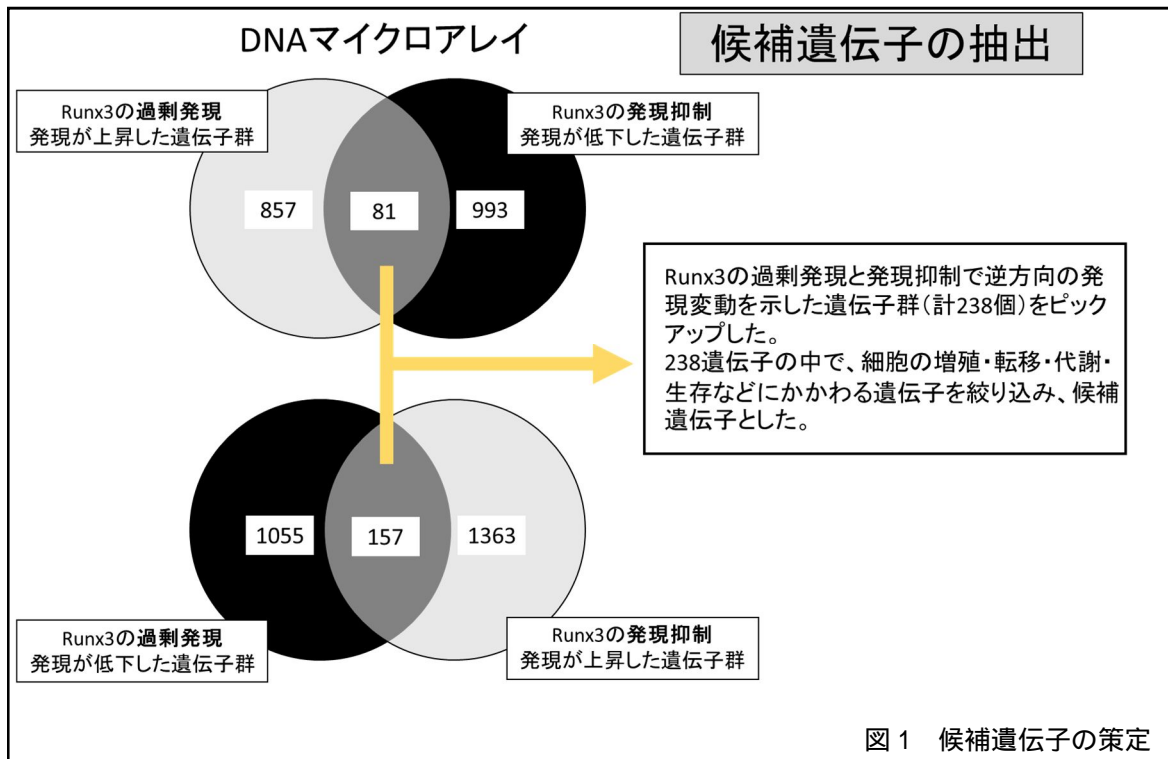 DNAマイクロアレイ
候補遺伝子の抽出
Runx3の過剰発現
発現が上昇した遺伝子群
Runx3の発現抑制
発現が低下した遺伝子群
857
81
993
Runx3の過剰発現と発現抑制で逆方向の発
現変動を示した遺伝子群(計238個)をピック
アップした。
238遺伝子の中で、細胞の増殖・転移・代謝・
生存などにかかわる遺伝子を絞り込み、候補
遺伝子とした。
1055
157
1363
Runx3の過剰発現
発現が低下した遺伝子群
Runx3の発現抑制
発現が上昇した遺伝子群
図1 候補遺伝子の策定